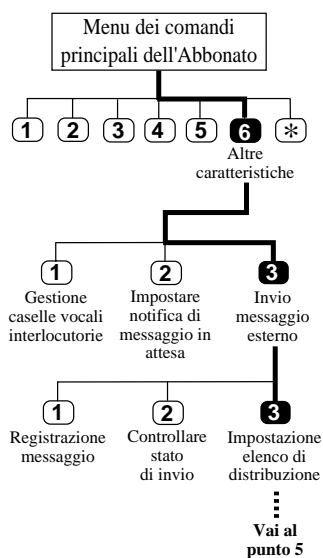 Menu dei comandi
principali dell'Abbonato
1 2 3 4 5 6 *
Altre
caratteristiche
1 2 3
Gestione
caselle vocali
interlocutorie
Impostare
notifica di
messaggio in
attesa
Invio
messaggio
esterno
1 2 3
Registrazione
messaggio
Controllare
stato
di invio
Impostazione
elenco di
distribuzione
Vai al
punto 5